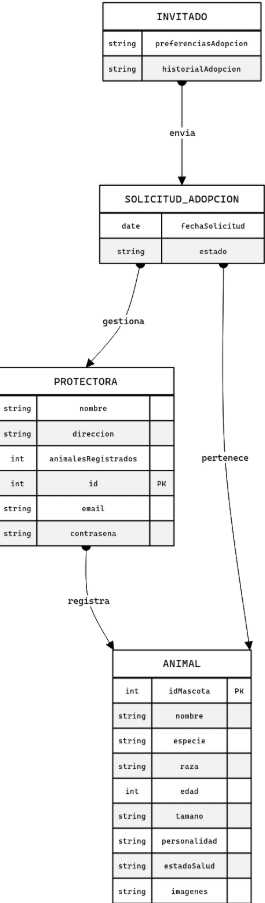 INVITADO
string preferenciasAdopcion
string historialAdopcion
envia
SOLICITUD_ADOPCION
date fechaSolicitud
string estado
gestiona
PROTECTORA
string nombre
string direccion
int animalesRegistrados
int id PK
string email
string contrasena
pertenece
registra
ANIMAL
int idMascota PK
string nombre
string especie
string raza
int edad
string tamano
string personalidad
string estadoSalud
string imagenes